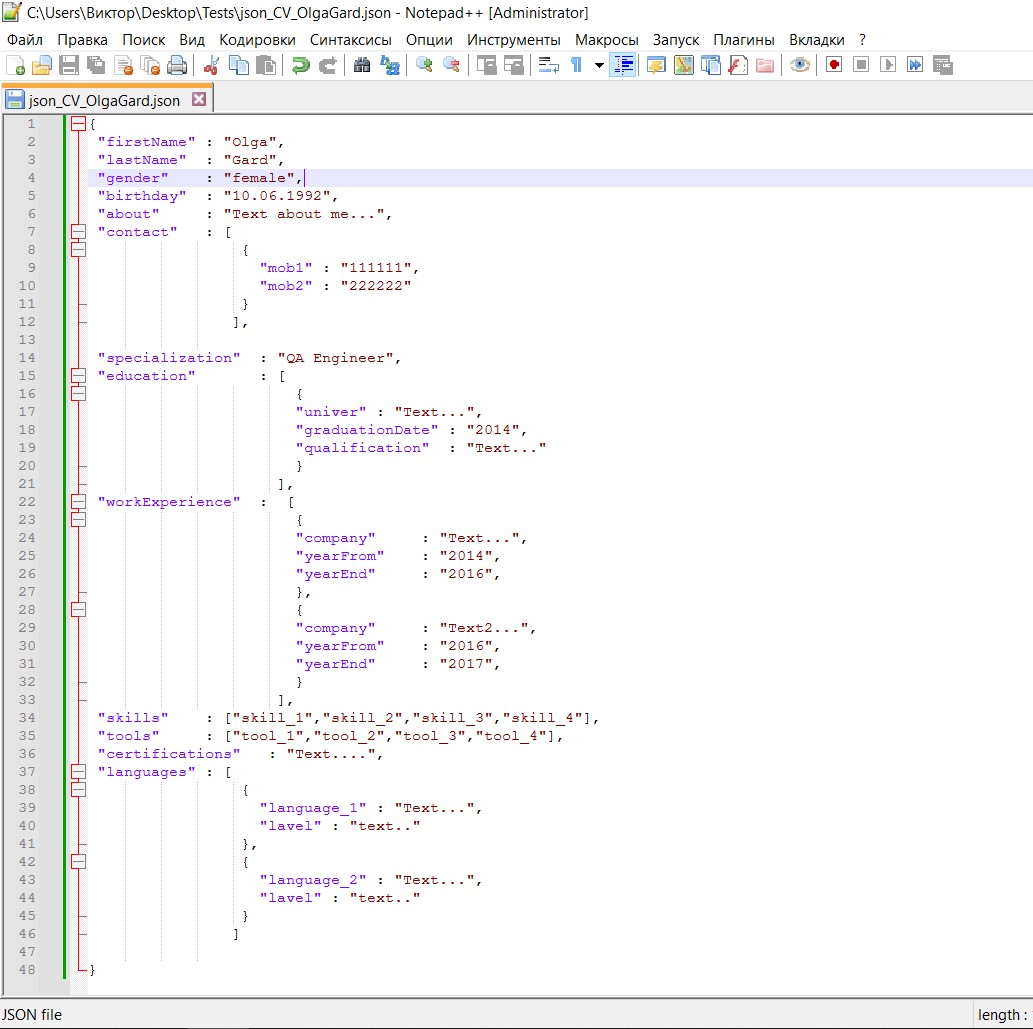 C:\Users\Виктор\Desktop\Tests\json_CV_OlgaGard.json - Notepad++ [Administrator]
Файл Правка Поиск Вид Кодировки Синтаксисы Опции Инструменты Макросы Запуск Плагины Вкладки ?
json_CV_OlgaGard.json
1 {
2 "firstName" : "Olga",
3 "lastName" : "Gard",
4 "gender" : "female",
5 "birthday" : "10.06.1992",
6 "about" : "Text about me...",
7 "contact" : [
8 {
9 "mob1" : "111111",
10 "mob2" : "222222"
11 }
12 ],
13
14 "specialization" : "QA Engineer",
15 "education" : [
16 {
17 "univer" : "Text...",
18 "graduationDate" : "2014",
19 "qualification" : "Text..."
20 }
21 ],
22 "workExperience" : [
23 {
24 "company" : "Text...",
25 "yearFrom" : "2014",
26 "yearEnd" : "2016",
27 },
28 {
29 "company" : "Text2...",
30 "yearFrom" : "2016",
31 "yearEnd" : "2017",
32 }
33 ],
34 "skills" : ["skill_1","skill_2","skill_3","skill_4"],
35 "tools" : ["tool_1","tool_2","tool_3","tool_4"],
36 "certifications" : "Text....",
37 "languages" : [
38 {
39 "language_1" : "Text...",
40 "lavel" : "text.."
41 },
42 {
43 "language_2" : "Text...",
44 "lavel" : "text.."
45 }
46 ]
47
48 }
JSON file length :